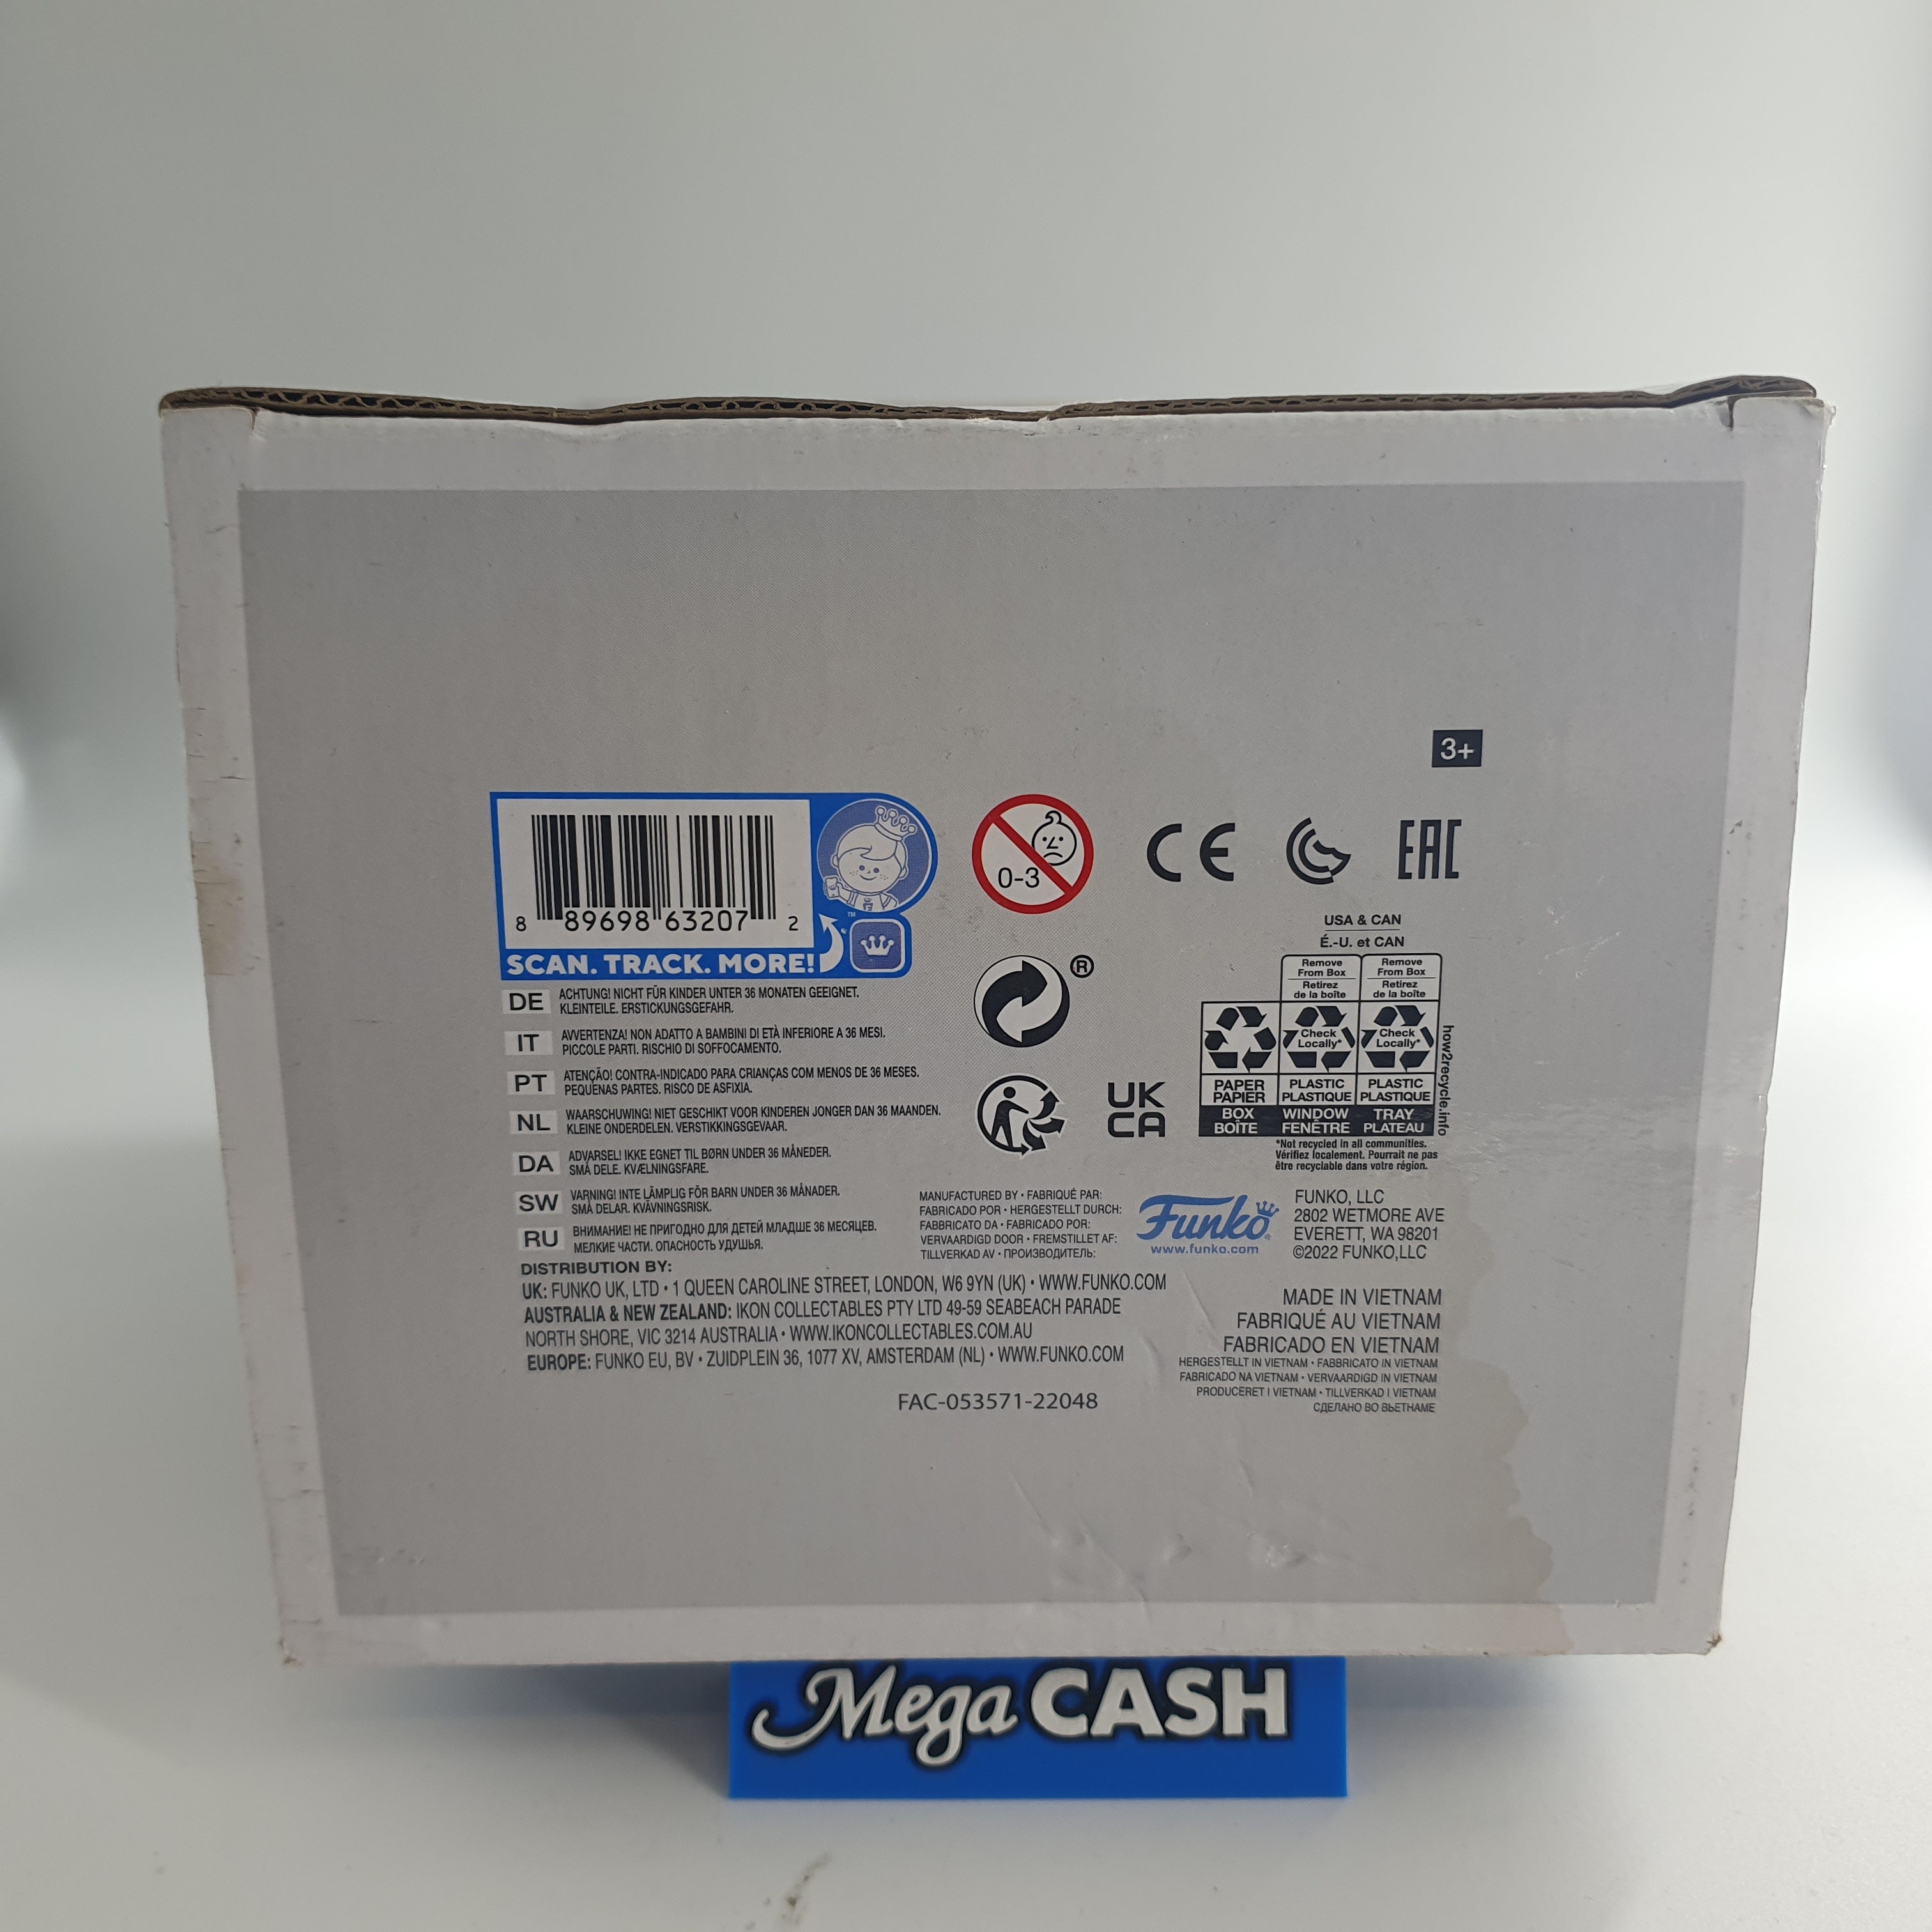 3+
8 89698 63207 2
TM
SCAN. TRACK. MORE!
0-3
CE
EAC
USA & CAN
É.-U. et CAN
Remove From Box
Retirez de la boîte
Remove From Box
Retirez de la boîte
Check Locally*
Check Locally*
PAPER PAPIER
PLASTIC PLASTIQUE
PLASTIC PLASTIQUE
BOX BOÎTE
WINDOW FENÊTRE
TRAY PLATEAU
how2recycle.info
*Not recycled in all communities.
Vérifiez localement. Pourrait ne pas
être recyclable dans votre région.
®
UK
CA
DE ACHTUNG! NICHT FÜR KINDER UNTER 36 MONATEN GEEIGNET.
KLEINTEILE. ERSTICKUNGSGEFAHR.
IT AVVERTENZA! NON ADATTO A BAMBINI DI ETÀ INFERIORE A 36 MESI.
PICCOLE PARTI. RISCHIO DI SOFFOCAMENTO.
PT ATENÇÃO! CONTRA-INDICADO PARA CRIANÇAS COM MENOS DE 36 MESES.
PEQUENAS PARTES. RISCO DE ASFIXIA.
NL WAARSCHUWING! NIET GESCHIKT VOOR KINDEREN JONGER DAN 36 MAANDEN.
KLEINE ONDERDELEN. VERSTIKKINGSGEVAAR.
DA ADVARSEL! IKKE EGNET TIL BØRN UNDER 36 MÅNEDER.
SMÅ DELE. KVÆLNINGSFARE.
SW VARNING! INTE LÄMPLIG FÖR BARN UNDER 36 MÅNADER.
SMÅ DELAR. KVÄVNINGSRISK.
RU ВНИМАНИЕ! НЕ ПРИГОДНО ДЛЯ ДЕТЕЙ МЛАДШЕ 36 МЕСЯЦЕВ.
МЕЛКИЕ ЧАСТИ. ОПАСНОСТЬ УДУШЬЯ.
MANUFACTURED BY • FABRIQUÉ PAR:
FABRICADO POR • HERGESTELLT DURCH:
FABBRICATO DA • FABRICADO POR:
VERVAARDIGD DOOR • FREMSTILLET AF:
TILLVERKAD AV • ПРОИЗВОДИТЕЛЬ:
Funko
www.funko.com
FUNKO, LLC
2802 WETMORE AVE
EVERETT, WA 98201
©2022 FUNKO,LLC
DISTRIBUTION BY:
UK: FUNKO UK, LTD • 1 QUEEN CAROLINE STREET, LONDON, W6 9YN (UK) • WWW.FUNKO.COM
AUSTRALIA & NEW ZEALAND: IKON COLLECTABLES PTY LTD 49-59 SEABEACH PARADE
NORTH SHORE, VIC 3214 AUSTRALIA • WWW.IKONCOLLECTABLES.COM.AU
EUROPE: FUNKO EU, BV • ZUIDPLEIN 36, 1077 XV, AMSTERDAM (NL) • WWW.FUNKO.COM
MADE IN VIETNAM
FABRIQUÉ AU VIETNAM
FABRICADO EN VIETNAM
HERGESTELLT IN VIETNAM • FABBRICATO IN VIETNAM
FABRICADO NA VIETNAM • VERVAARDIGD IN VIETNAM
PRODUCERET I VIETNAM • TILLVERKAD I VIETNAM
СДЕЛАНО ВО ВЬЕТНАМЕ
FAC-053571-22048
Mega CASH